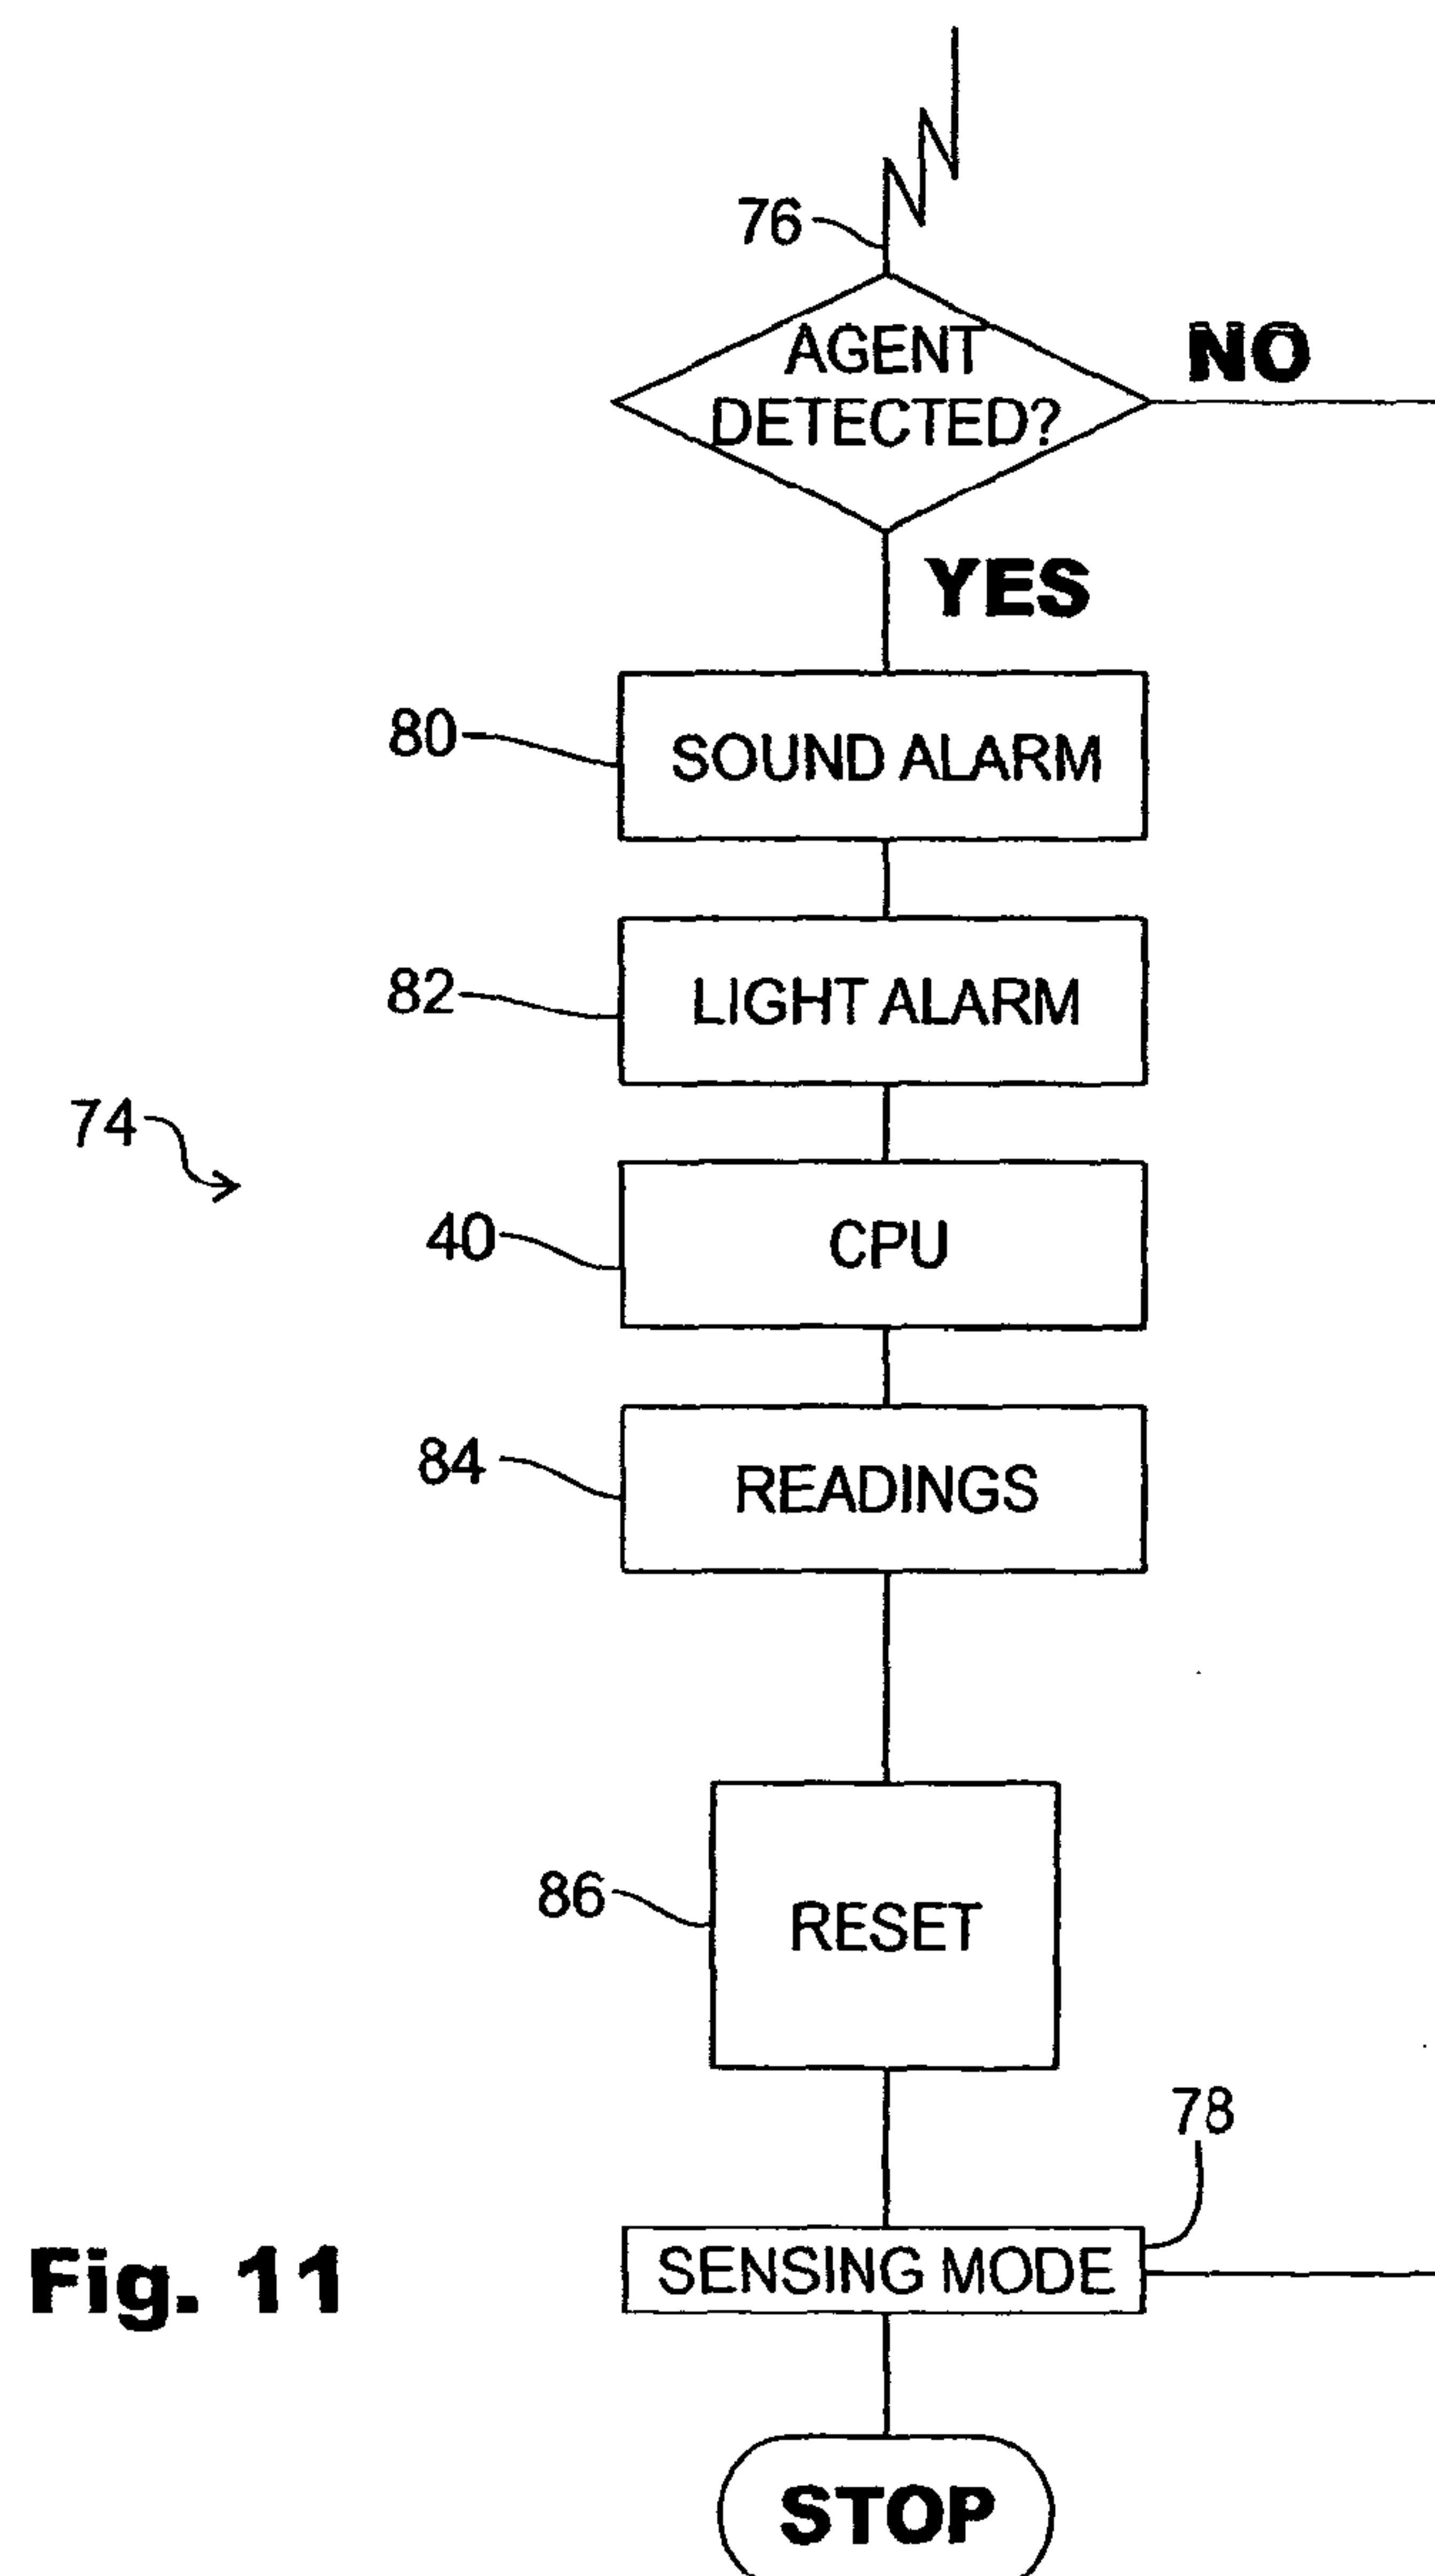 76
AGENT
DETECTED?
NO
YES
80
SOUND ALARM
82
LIGHT ALARM
74
40
CPU
84
READINGS
86
RESET
78
SENSING MODE
Fig. 11
STOP